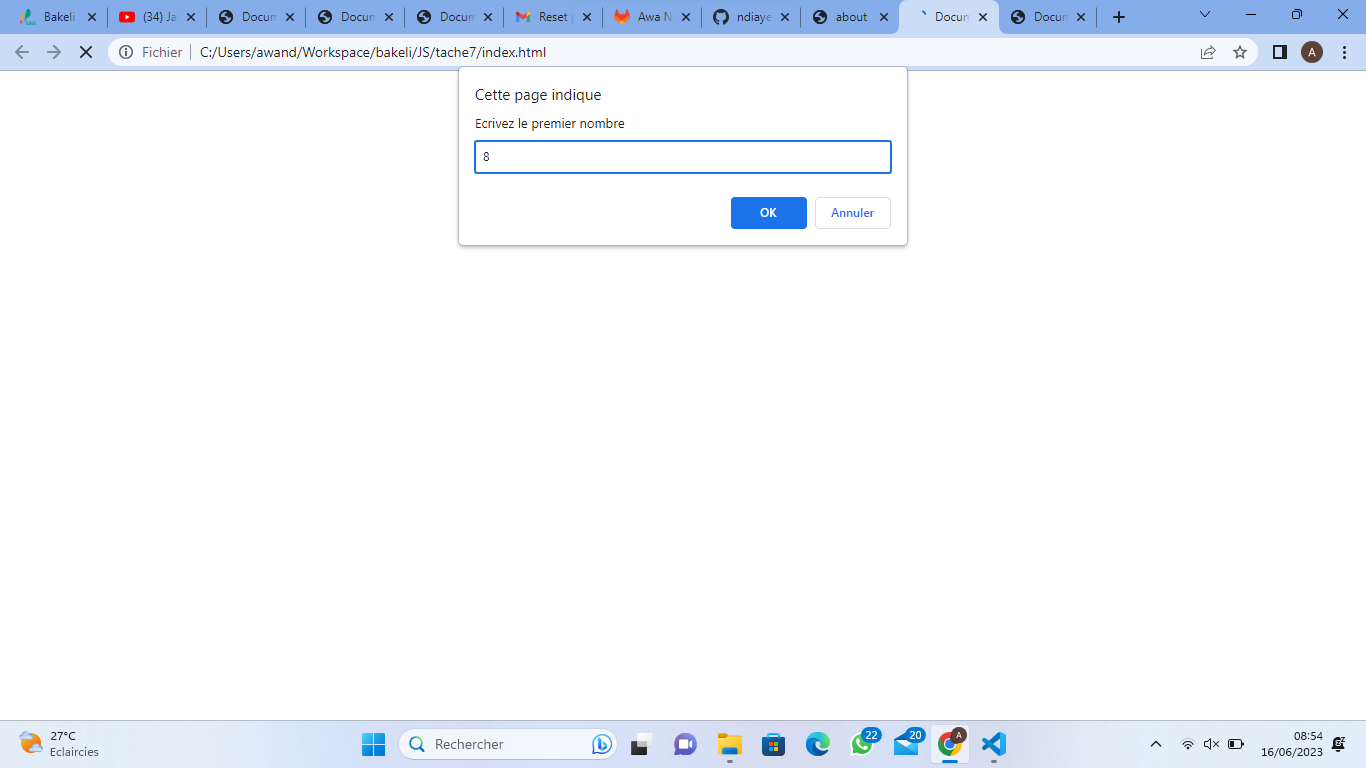 Bakeli
(34) Ja
Docum
Docum
Docum
Reset
Awa N
ndiaye
about
Docum
Docum
Fichier
C:/Users/awand/Workspace/bakeli/JS/tache7/index.html
A
Cette page indique
Ecrivez le premier nombre
8
OK
Annuler
27°C
Eclaircies
Rechercher
22
20
A
08:54
16/06/2023